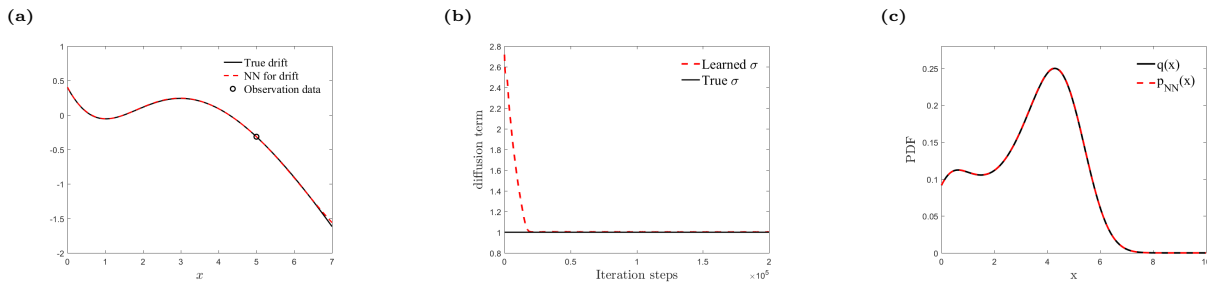 (a)
1
0.5
0
-0.5
-1
-1.5
-2
0 1 2 3 4 5 6 7
x
True drift
NN for drift
Observation data
(b)
2.8
2.6
2.4
2.2
2
1.8
1.6
1.4
1.2
1
0.8
diffusion term
0 0.5 1 1.5 2
×10⁵
Iteration steps
Learned σ
True σ
(c)
0.25
0.2
0.15
0.1
0.05
0
PDF
0 2 4 6 8 10
x
q(x)
p_NN(x)